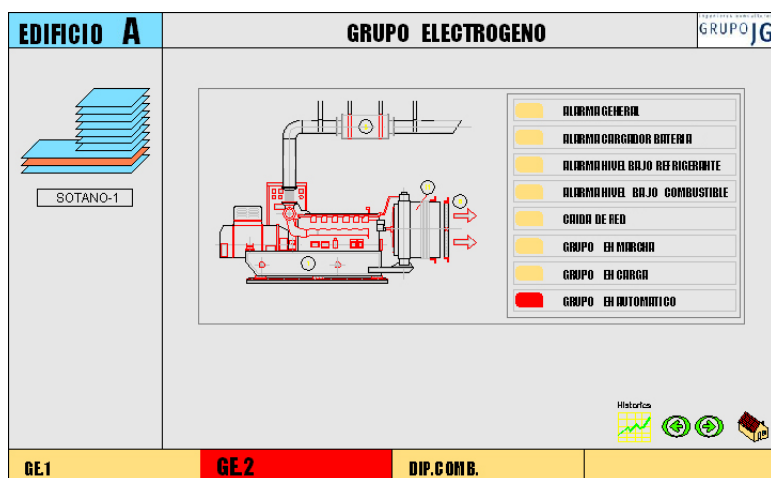 EDIFICIO A
GRUPO ELECTROGENO
GRUPO JG
ALARMA GENERAL
ALARMA CARGADOR BATERIA
ALARMA NIVEL BAJO REFRIGERANTE
ALARMA NIVEL BAJO COMBUSTIBLE
SOTANO-1
CAIDA DE RED
GRUPO EN MARCHA
GRUPO EN CARGA
GRUPO EN AUTOMATICO
Historicos
GE.1
GE.2
DIP.COMB.